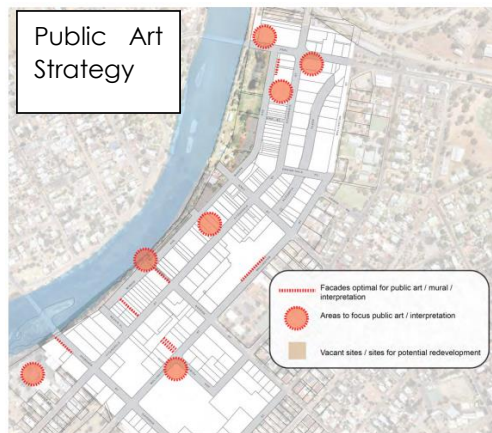 Public Art
Strategy
Facades optimal for public art / mural /
interpretation
Areas to focus public art / interpretation
Vacant sites / sites for potential redevelopment